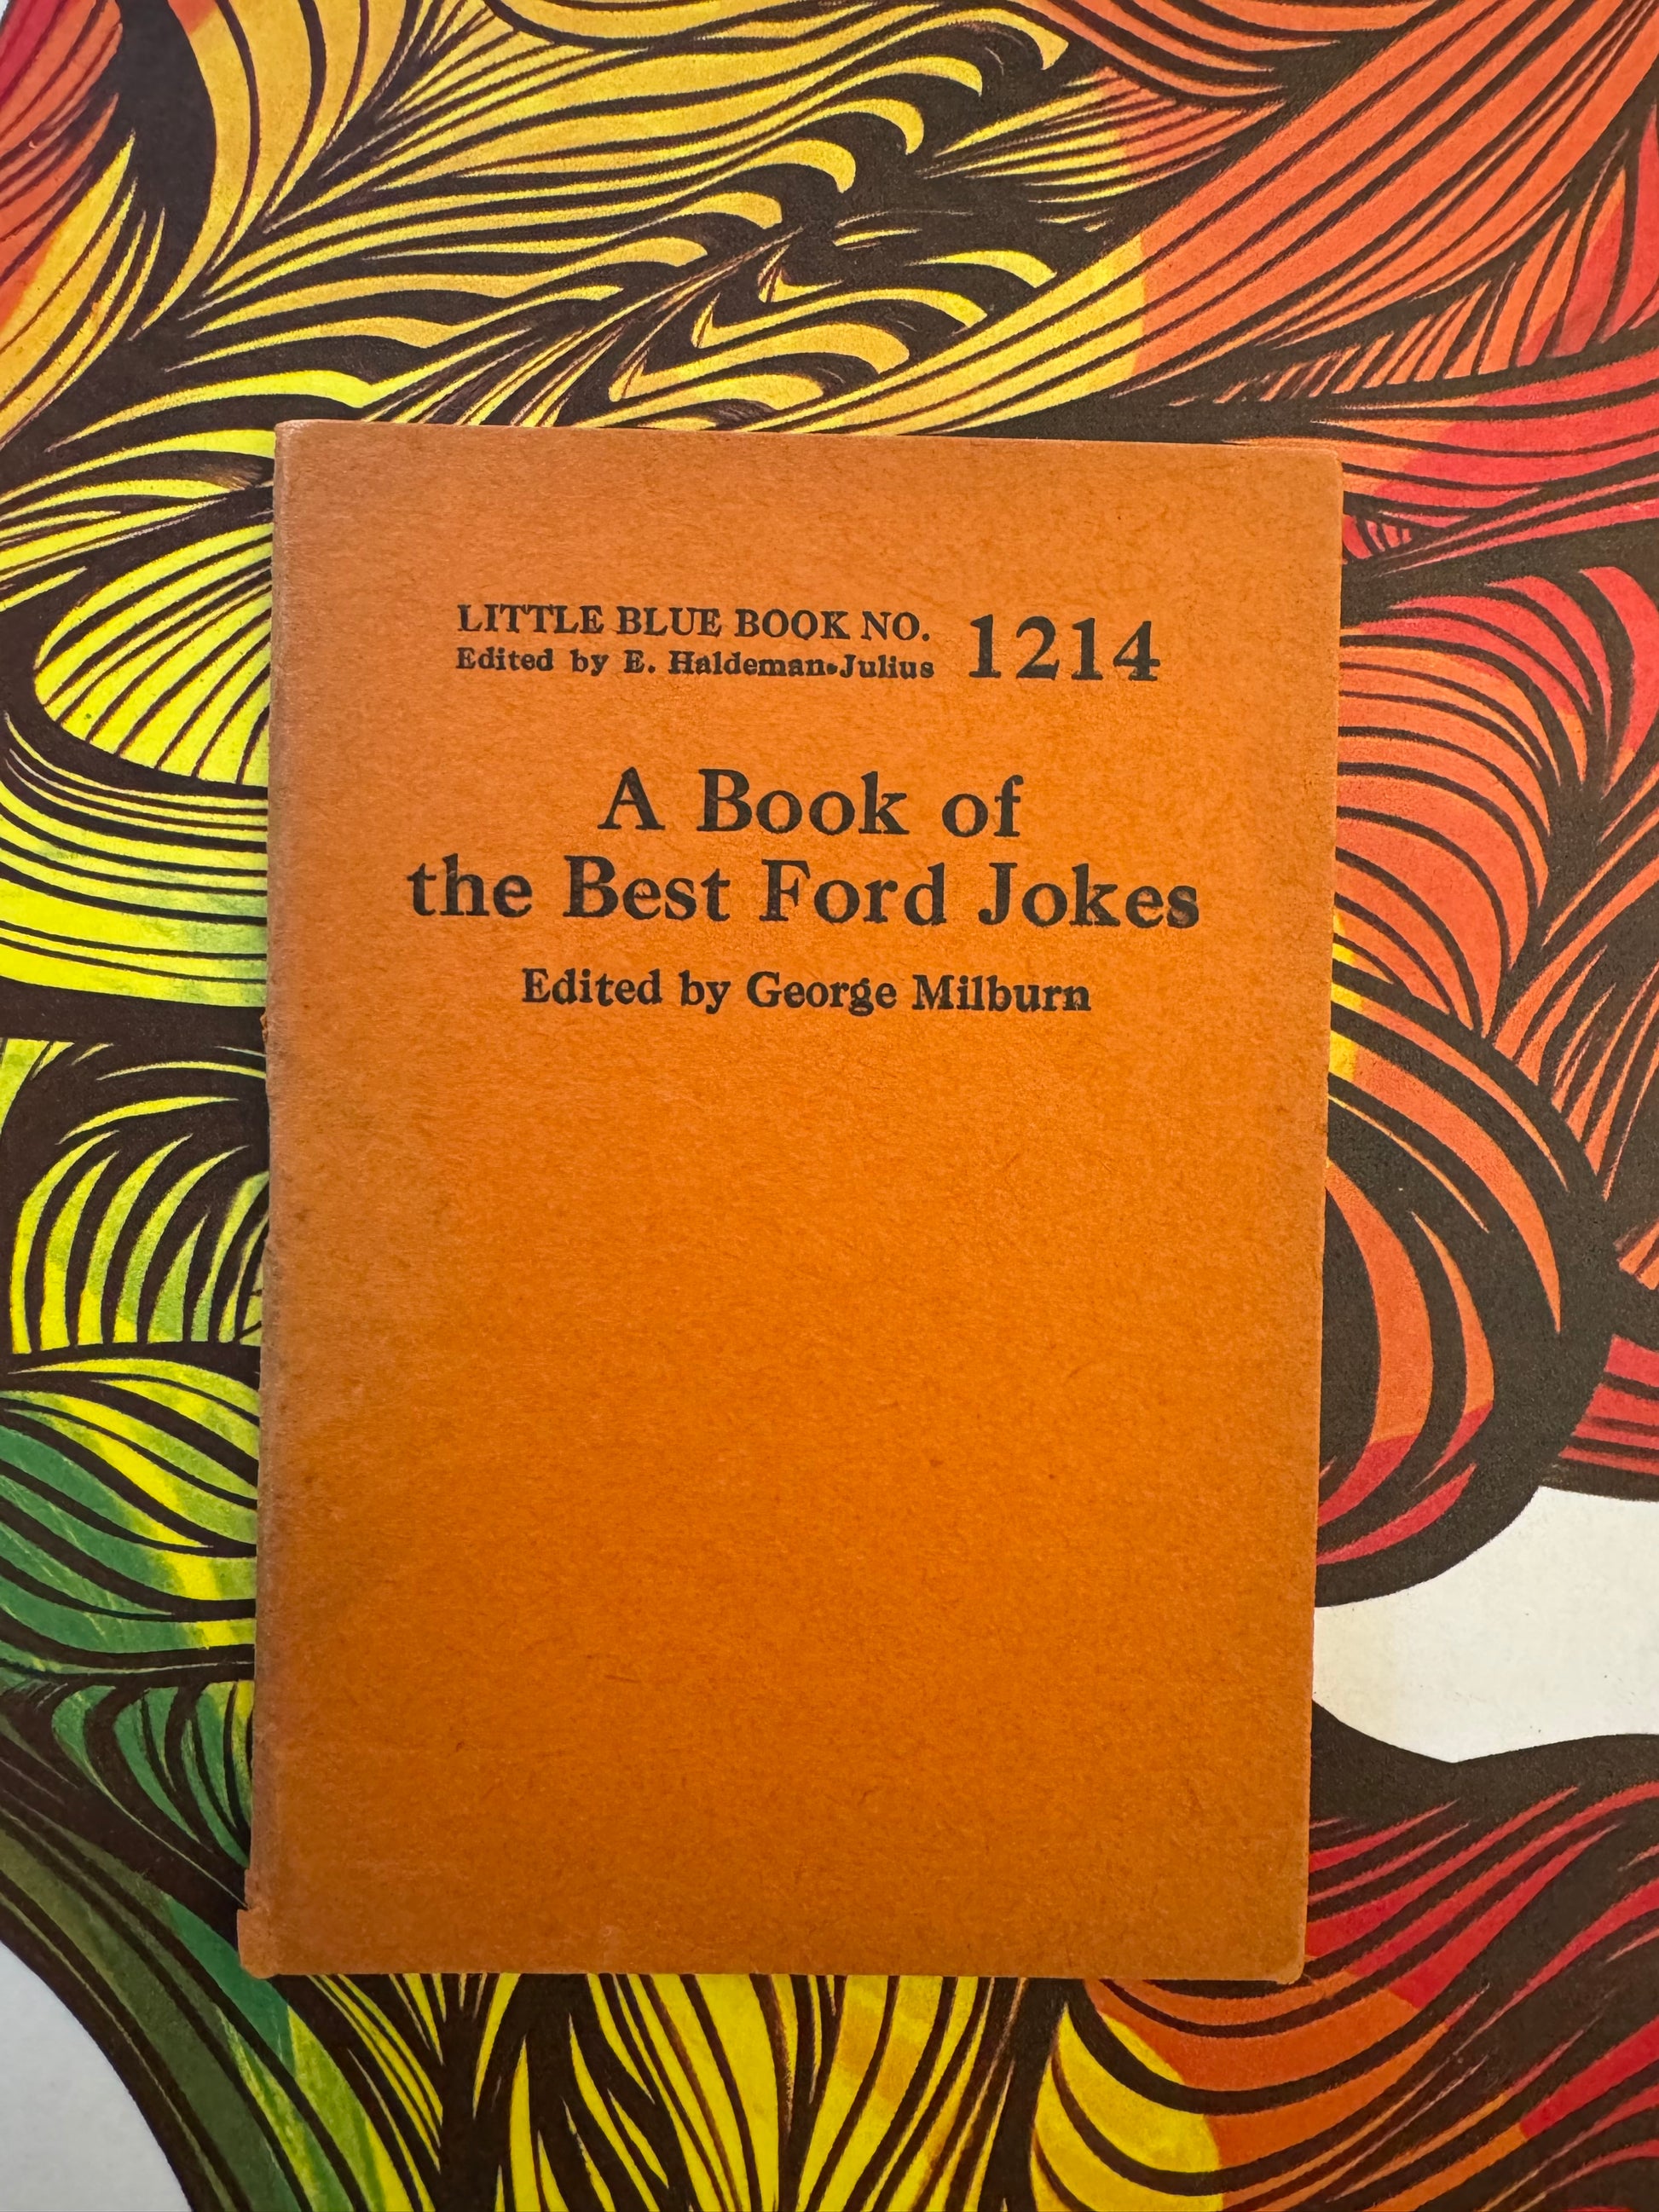 LITTLE BLUE BOOK NO. 1214
Edited by E. Haldeman-Julius
A Book of
the Best Ford Jokes
Edited by George Milburn